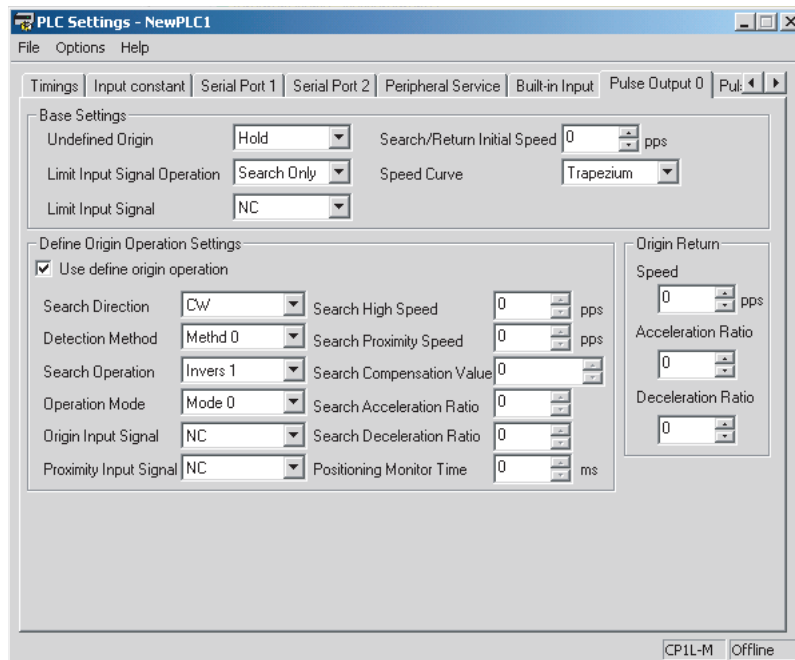 PLC Settings - NewPLC1
File Options Help
Timings Input constant Serial Port 1 Serial Port 2 Peripheral Service Built-in Input Pulse Output 0 Pul
Base Settings
Undefined Origin Hold Search/Return Initial Speed 0 pps
Limit Input Signal Operation Search Only Speed Curve Trapezium
Limit Input Signal NC
Define Origin Operation Settings
Use define origin operation
Search Direction CW Search High Speed 0 pps
Detection Method Methd 0 Search Proximity Speed 0 pps
Search Operation Invers 1 Search Compensation Value 0
Operation Mode Mode 0 Search Acceleration Ratio 0
Origin Input Signal NC Search Deceleration Ratio 0
Proximity Input Signal NC Positioning Monitor Time 0 ms
Origin Return
Speed
0 pps
Acceleration Ratio
0
Deceleration Ratio
0
CP1L-M Offline